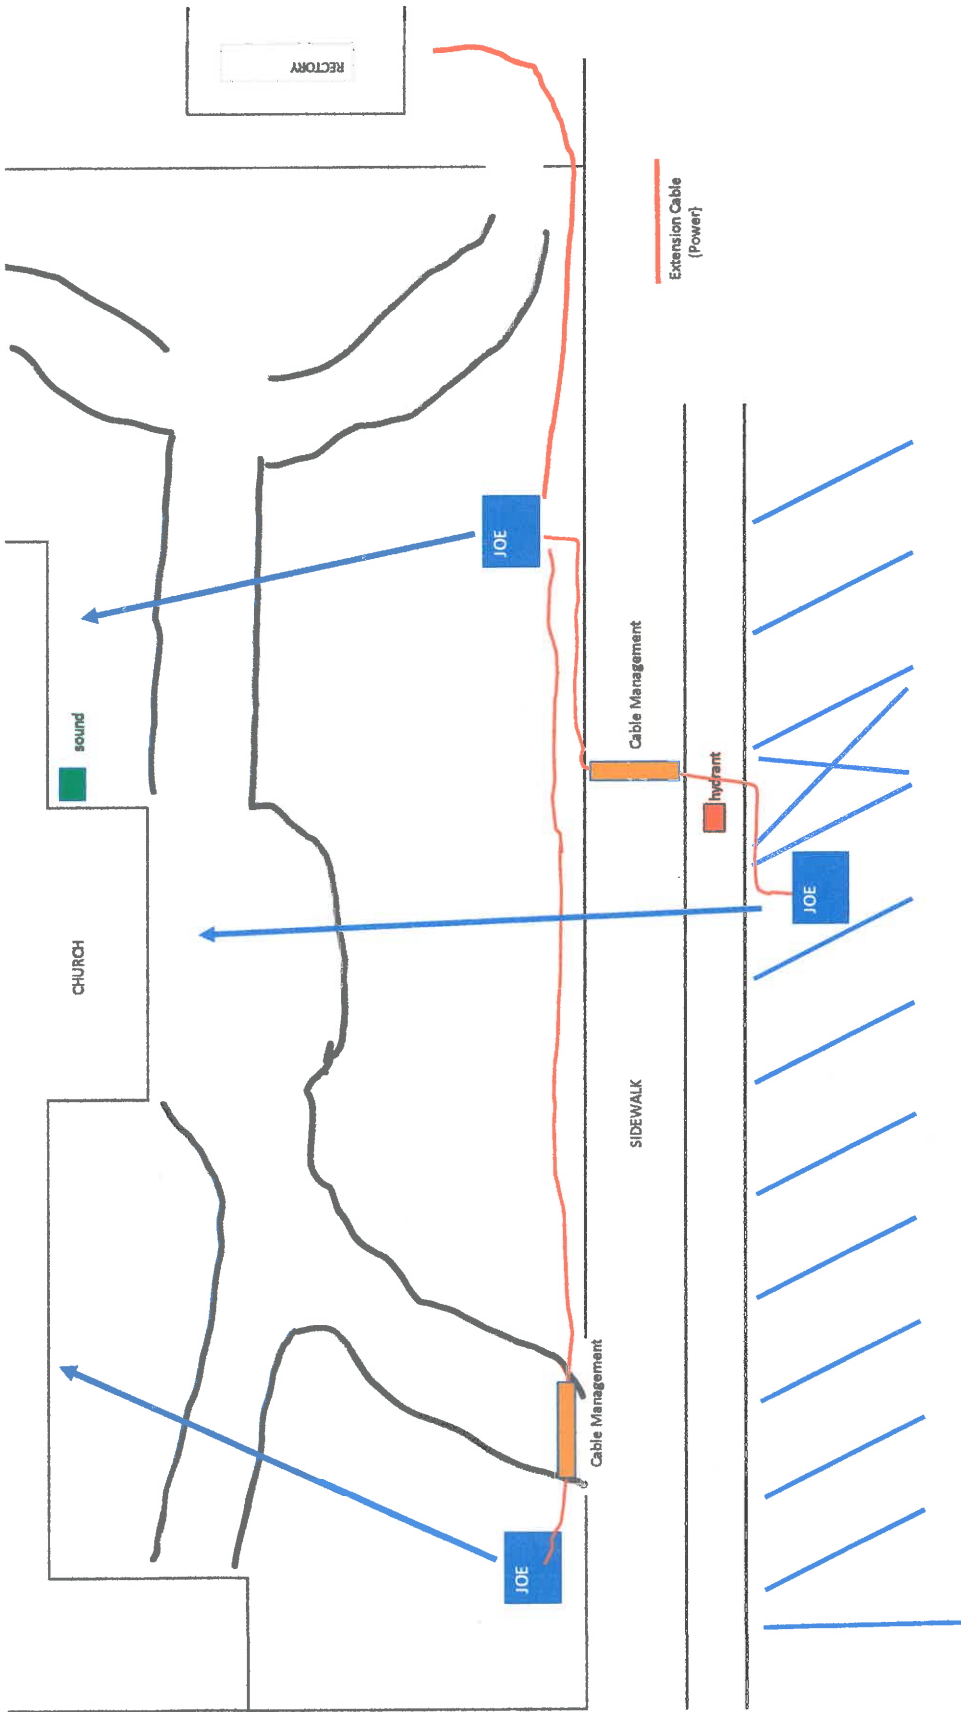 RECTORY
Extension Cable
(Power)
JOE
sound
Cable Management
hydrant
JOE
CHURCH
SIDEWALK
Cable Management
JOE